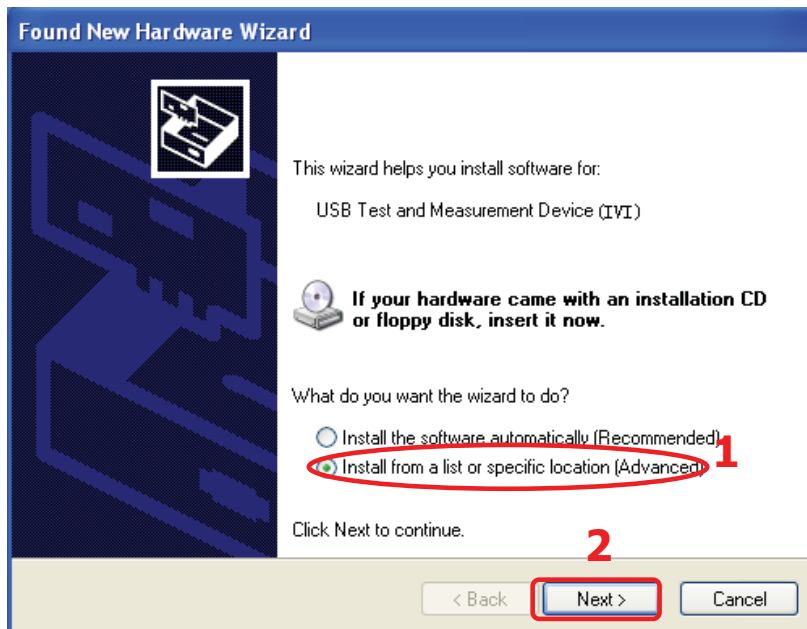 Found New Hardware Wizard
This wizard helps you install software for:
USB Test and Measurement Device (IVI)
If your hardware came with an installation CD
or floppy disk, insert it now.
What do you want the wizard to do?
Install the software automatically (Recommended)
Install from a list or specific location (Advanced)
1
Click Next to continue.
2
< Back
Next >
Cancel